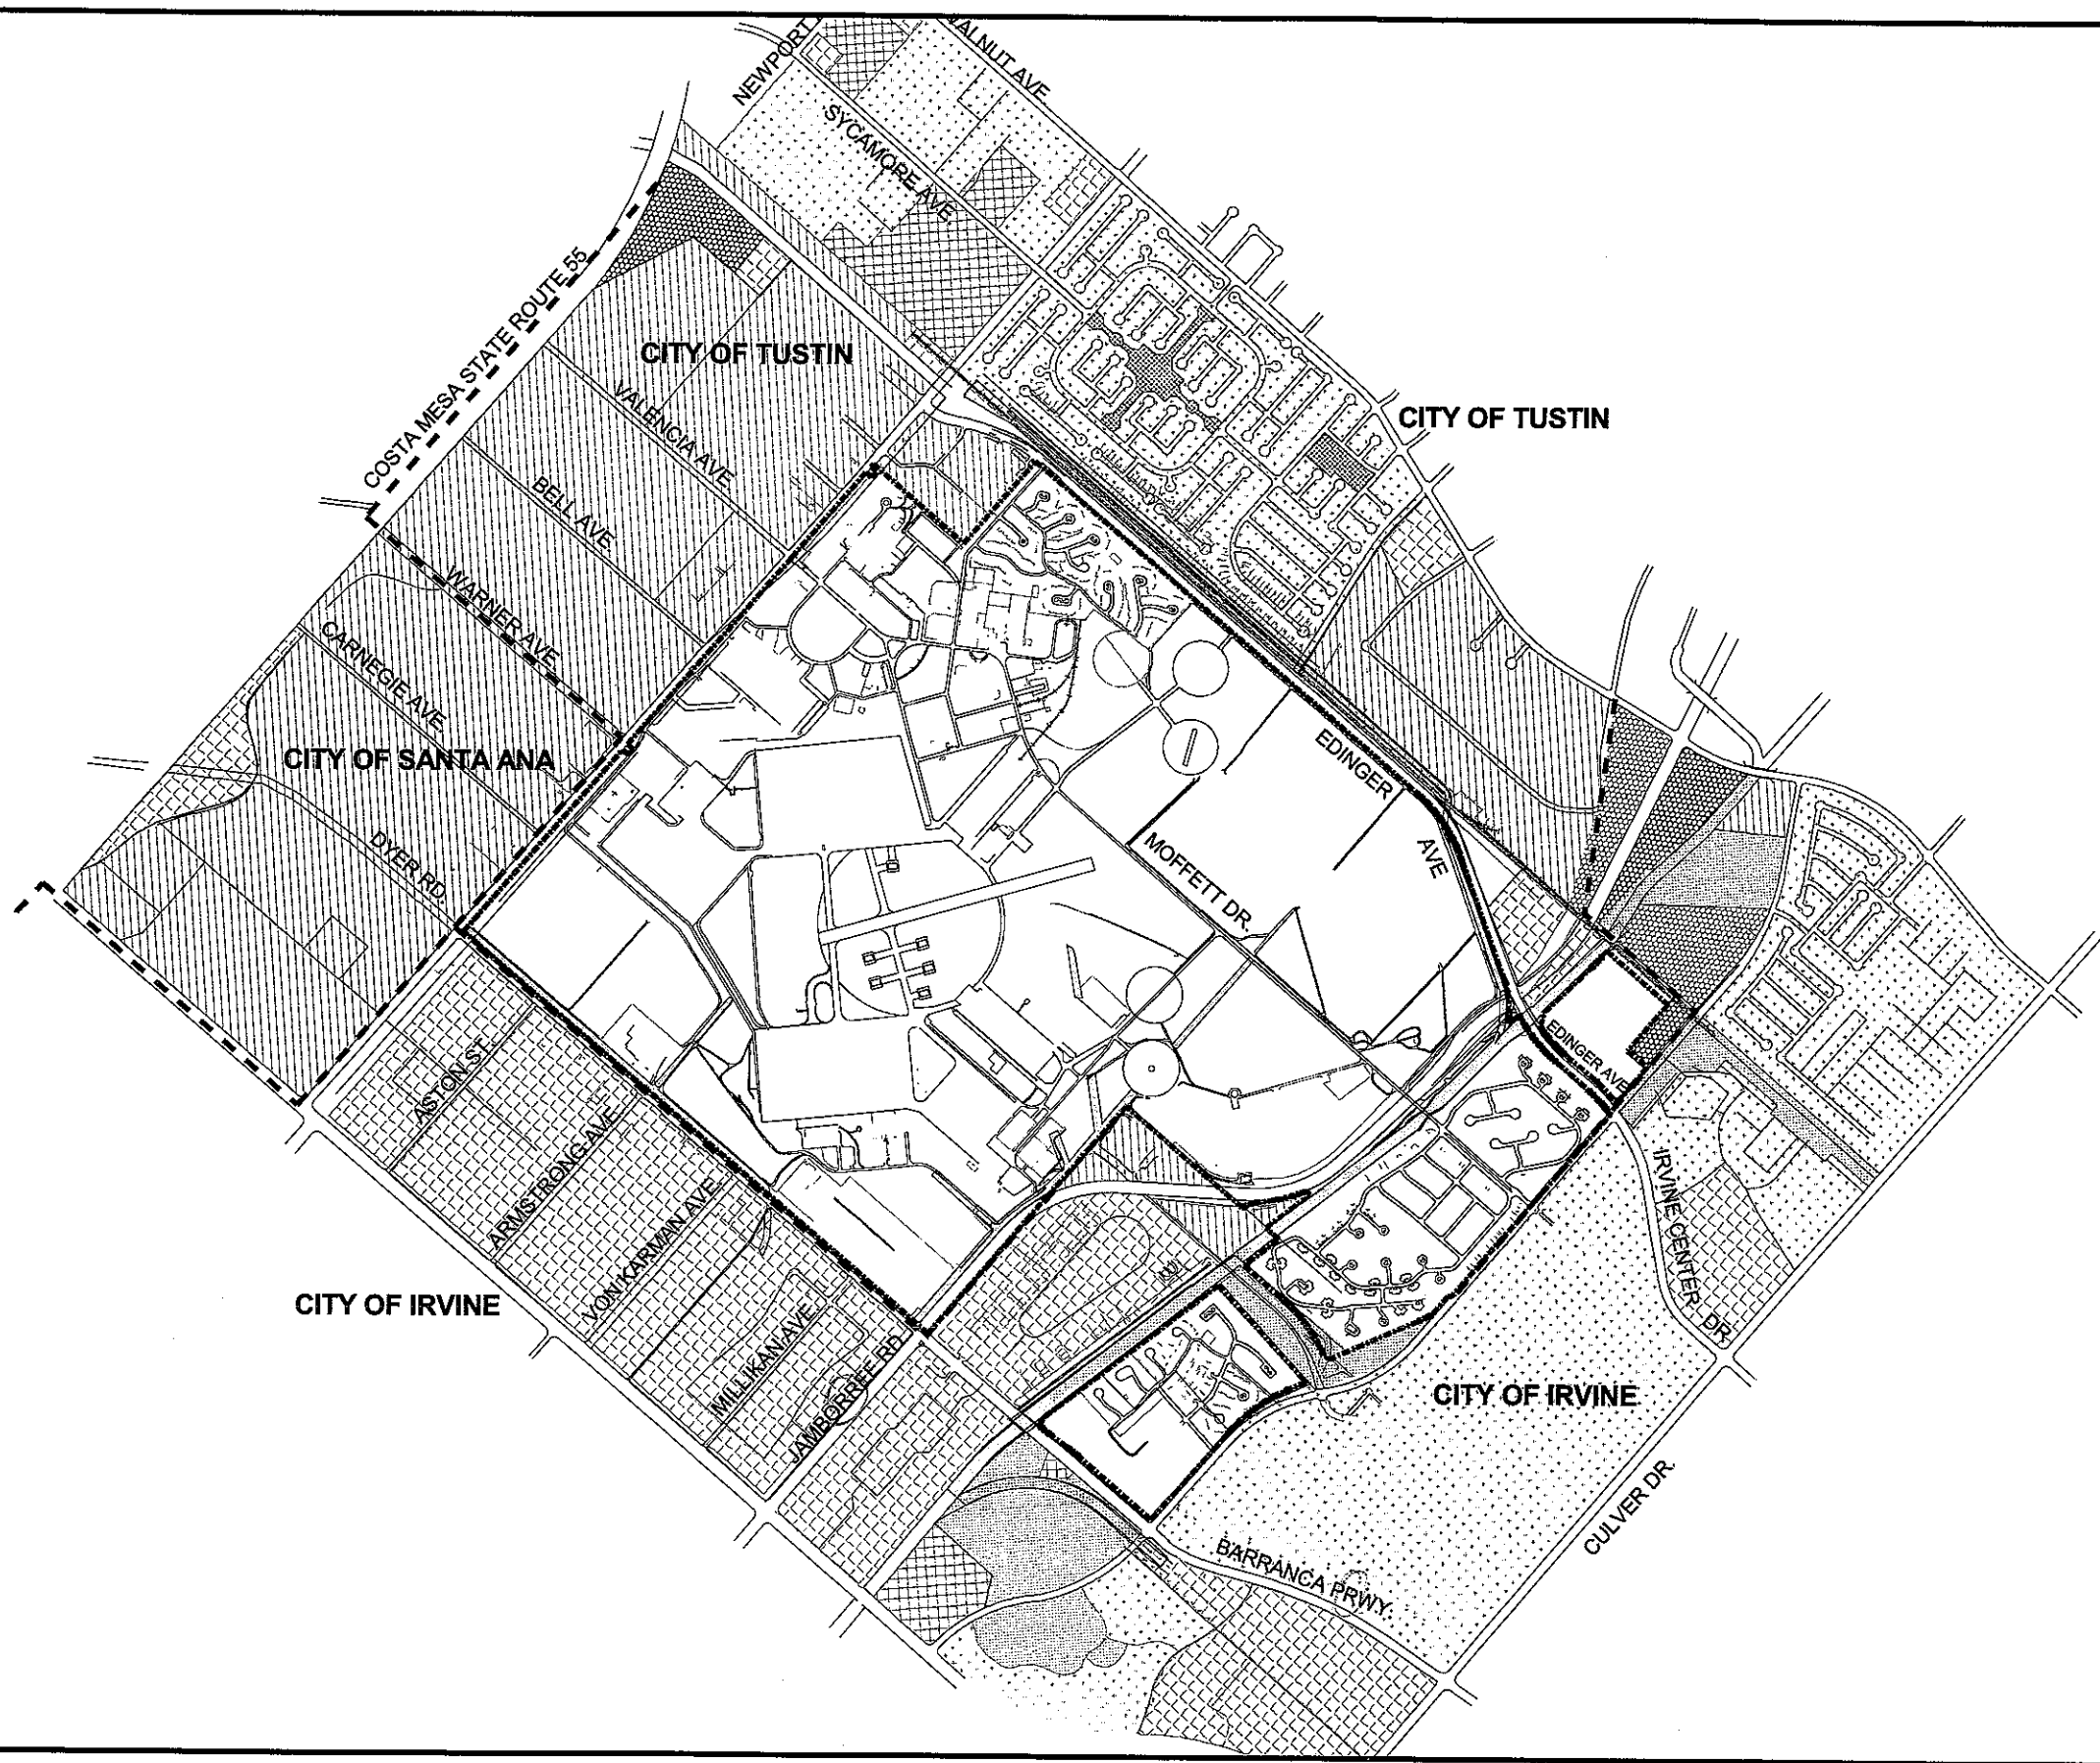 NEWPORT
WALNUT AVE.
SYCAMORE AVE.
COSTA MESA STATE ROUTE 55
CITY OF TUSTIN
VALENCIA AVE
CITY OF TUSTIN
BELL AVE.
WARNER AVE.
CARNEGIE AVE
CITY OF SANTA ANA
DYER RD.
EDINGER
AVE
MOFFETT DR.
EDINGER AVE
ASTON ST.
ARMSTRONG AVE
VON KARMAN AVE
MILLIKAN AVE
JAMBORREE RD
CITY OF IRVINE
IRVINE CENTER DR.
CITY OF IRVINE
CULVER DR.
BARRANCA PRWY.